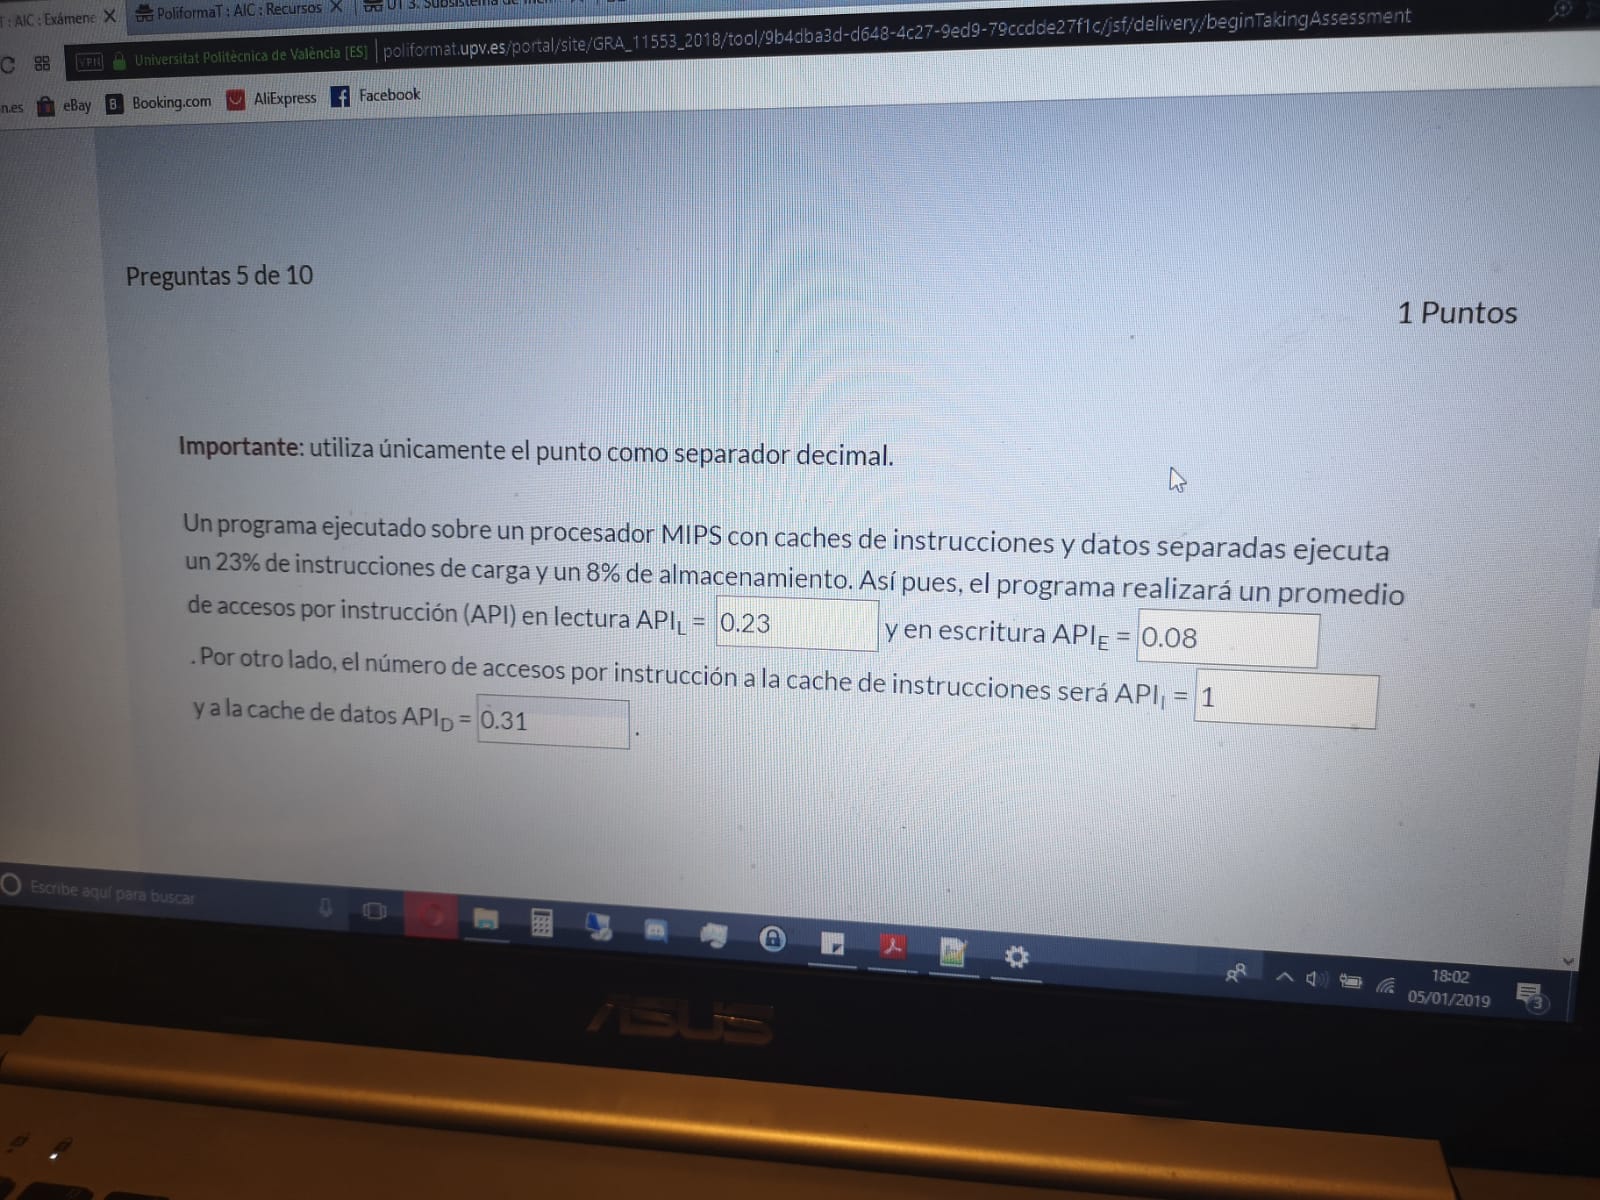 T : AIC : Exámene X
PoliformaT : AIC : Recursos X
UT 3. Subsistema de
VPN Universitat Politècnica de València [ES] poliformat.upv.es/portal/site/GRA_11553_2018/tool/9b4dba3d-d648-4c27-9ed9-79ccdde27f1c/jsf/delivery/beginTakingAssessment
n.es eBay B Booking.com AliExpress f Facebook
Preguntas 5 de 10
1 Puntos
Importante: utiliza únicamente el punto como separador decimal.
Un programa ejecutado sobre un procesador MIPS con caches de instrucciones y datos separadas ejecuta
un 23% de instrucciones de carga y un 8% de almacenamiento. Así pues, el programa realizará un promedio
de accesos por instrucción (API) en lectura APIL = 0.23 y en escritura APIE = 0.08
. Por otro lado, el número de accesos por instrucción a la cache de instrucciones será APII = 1
y a la cache de datos APID = 0.31 .
Escribe aquí para buscar
18:02
05/01/2019
3
ASUS